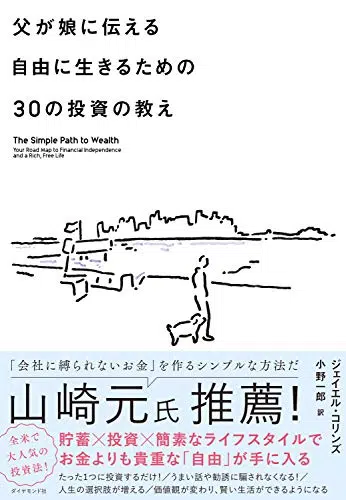 父が娘に伝える
自由に生きるための
30の投資の教え
The Simple Path to Wealth
Your Road Map to Financial Independence
and a Rich, Free Life
ジェイエル・コリンズ
小野一郎 訳
「会社に縛られないお金」を作るシンプルな方法だ
山崎元氏 推薦!
全米で
大人気の
投資法!
貯蓄×投資×簡素なライフスタイルで
お金よりも貴重な「自由」が手に入る
たった1つに投資するだけ!/うまい話や勧誘に騙されなくなる!/
人生の選択肢が増える/価値観が変わり、賢い生活ができるようになる
ダイヤモンド社